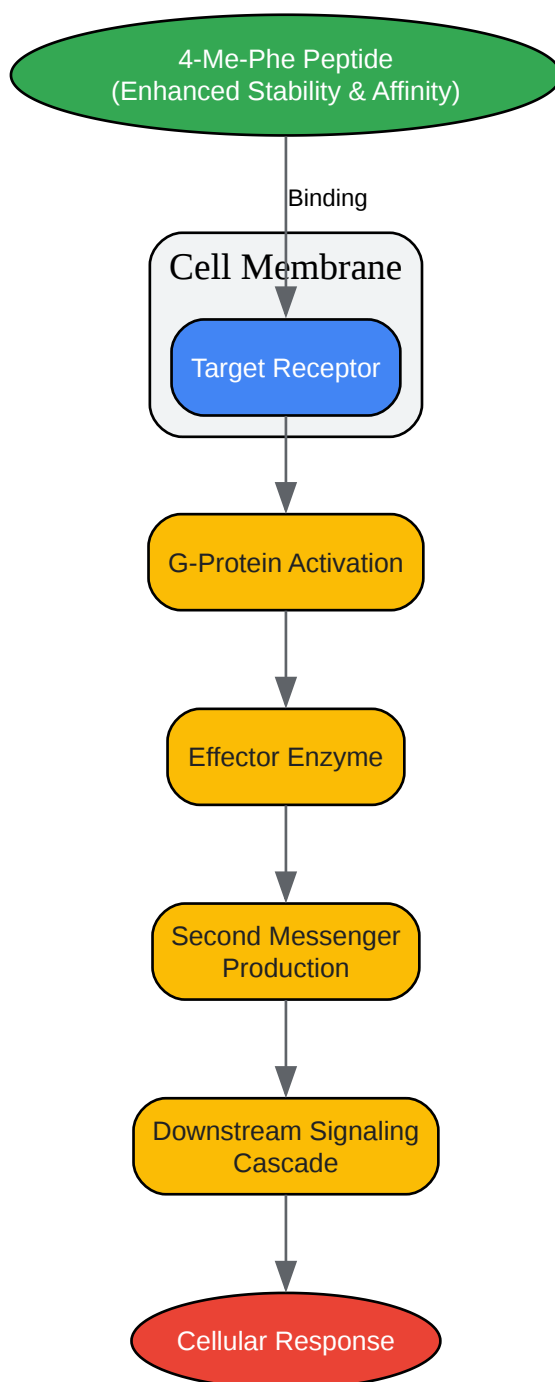 4-Me-Phe Peptide
(Enhanced Stability & Affinity)
Binding
Cell Membrane
Target Receptor
G-Protein Activation
Effector Enzyme
Second Messenger
Production
Downstream Signaling
Cascade
Cellular Response